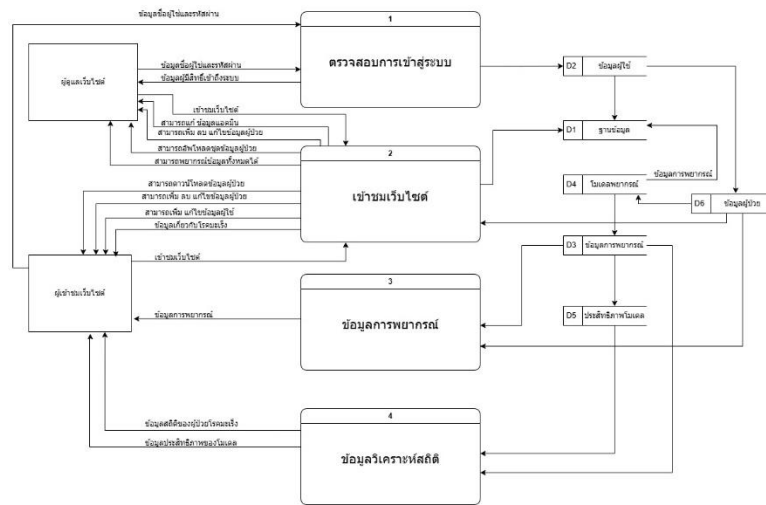 ข้อมูลชื่อผู้ใช้และรหัสผ่าน
1
ตรวจสอบการเข้าสู่ระบบ
ผู้ดูแลเว็บไซต์
ข้อมูลชื่อผู้ใช้และรหัสผ่าน
ข้อมูลผู้มีสิทธิ์เข้าถึงระบบ
D2 ข้อมูลผู้ใช้
เข้าชมเว็บไซต์
สามารถแก้ ข้อมูลแอดมิน
สามารถเพิ่ม ลบ แก้ไขข้อมูลผู้ป่วย
D1 ฐานข้อมูล
สามารถอัพโหลดชุดข้อมูลผู้ป่วย
สามารถพยากรณ์ข้อมูลทั้งหมดได้
2
เข้าชมเว็บไซต์
ข้อมูลการพยากรณ์
D4 โมเดลพยากรณ์
D6 ข้อมูลผู้ป่วย
สามารถดาวน์โหลดข้อมูลผู้ป่วย
สามารถเพิ่ม ลบ แก้ไขข้อมูลผู้ป่วย
สามารถเพิ่ม แก้ไขข้อมูลผู้ใช้
ข้อมูลเกี่ยวกับโรคมะเร็ง
D3 ข้อมูลการพยากรณ์
เข้าชมเว็บไซต์
ผู้เข้าชมเว็บไซต์
3
ข้อมูลการพยากรณ์
ข้อมูลการพยากรณ์
D5 ประสิทธิภาพโมเดล
4
ข้อมูลวิเคราะห์สถิติ
ข้อมูลสถิติของผู้ป่วยโรคมะเร็ง
ข้อมูลประสิทธิภาพของโมเดล